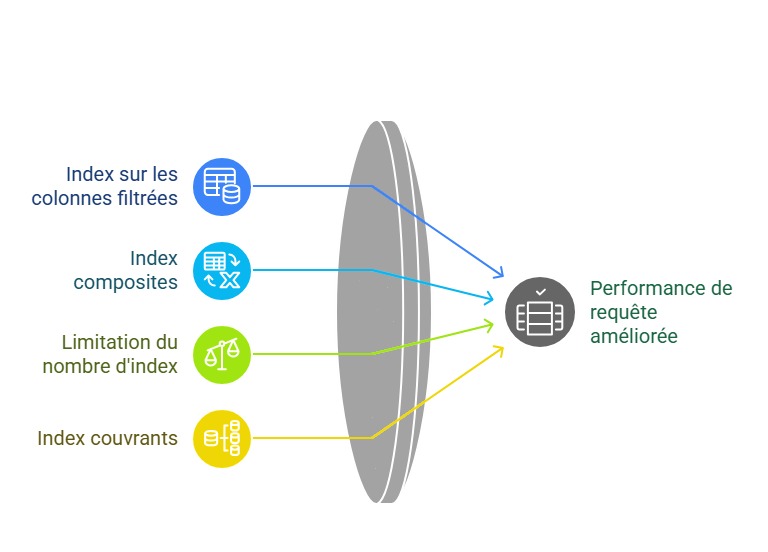 Index sur les
colonnes filtrées
Index
composites
Limitation du
nombre d'index
Index couvrants
Performance de
requête
améliorée